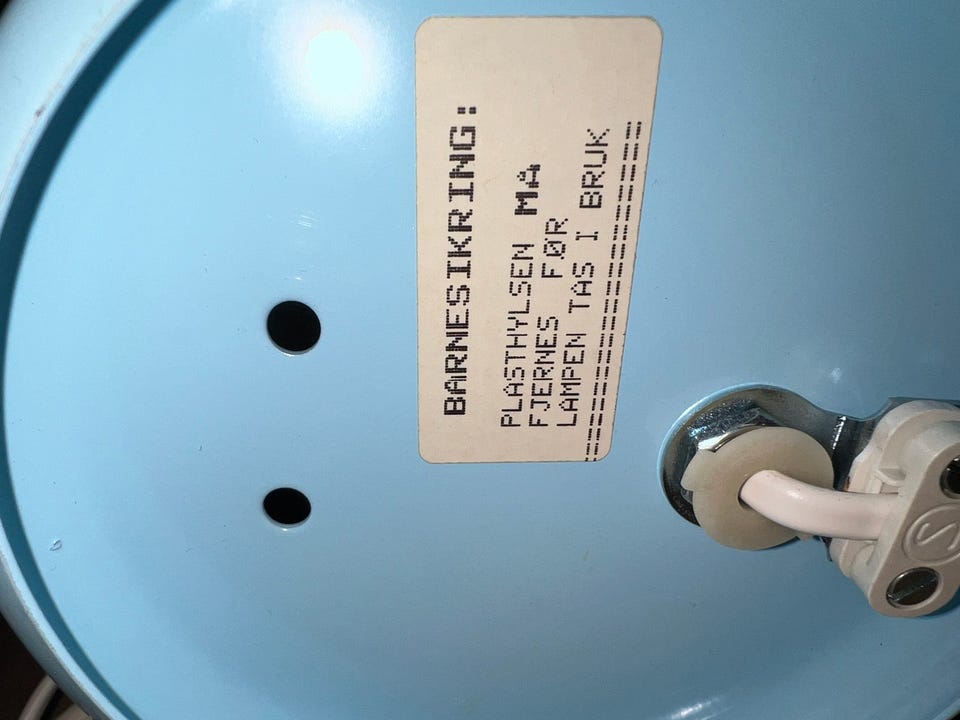 BARNESIKRING:
PLASTHYLSEN MÅ
FJERNES FØR
LAMPEN TAS I BRUK
==========================